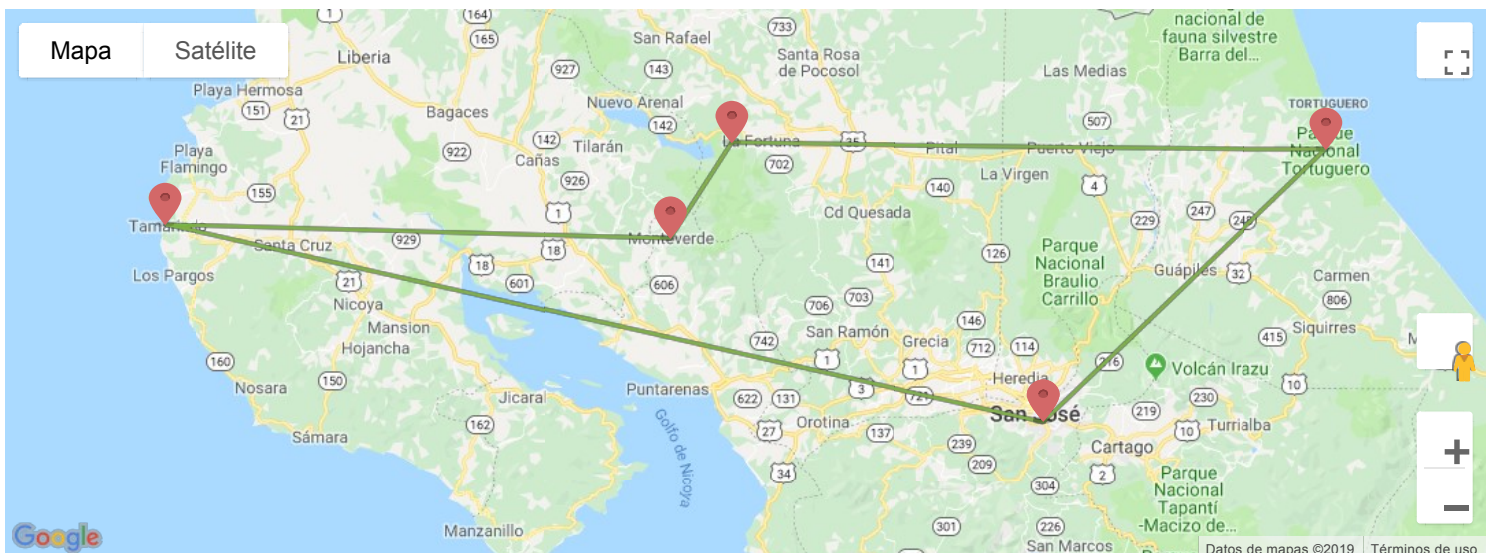 Mapa
Satélite
1
164
165
Liberia
San Rafael
733
Santa Rosa
de Pocosol
Las Medias
nacional de
fauna silvestre
Barra del...
927
143
Playa Hermosa
151
21
Bagaces
Nuevo Arenal
142
TORTUGUERO
507
142
Tilarán
La Fortuna
35
Pital
Puerto Viejo
Parque
Nacional
Tortuguero
Playa
Flamingo
922
Cañas
702
La Virgen
155
926
140
4
1
Cd Quesada
229
247
248
Tamarindo
Santa Cruz
929
18
Monteverde
126
Parque
Nacional
Braulio
Carrillo
Los Pargos
21
18
601
606
141
Guápiles
32
Carmen
Nicoya
706
703
806
Mansion
742
San Ramón
146
Grecia
712
114
415
Siquirres
Hojancha
160
150
1
1
216
Volcán Irazu
Nosara
Puntarenas
3
721
Heredia
10
Jicaral
622
131
San José
219
230
Sámara
162
Golfo de Nicoya
27
Orotina
137
239
Cartago
10
Turrialba
34
209
2
304
Parque
Nacional
Tapantí
-Macizo de...
Manzanillo
301
226
San Marcos
Google
Datos de mapas ©2019
Términos de uso